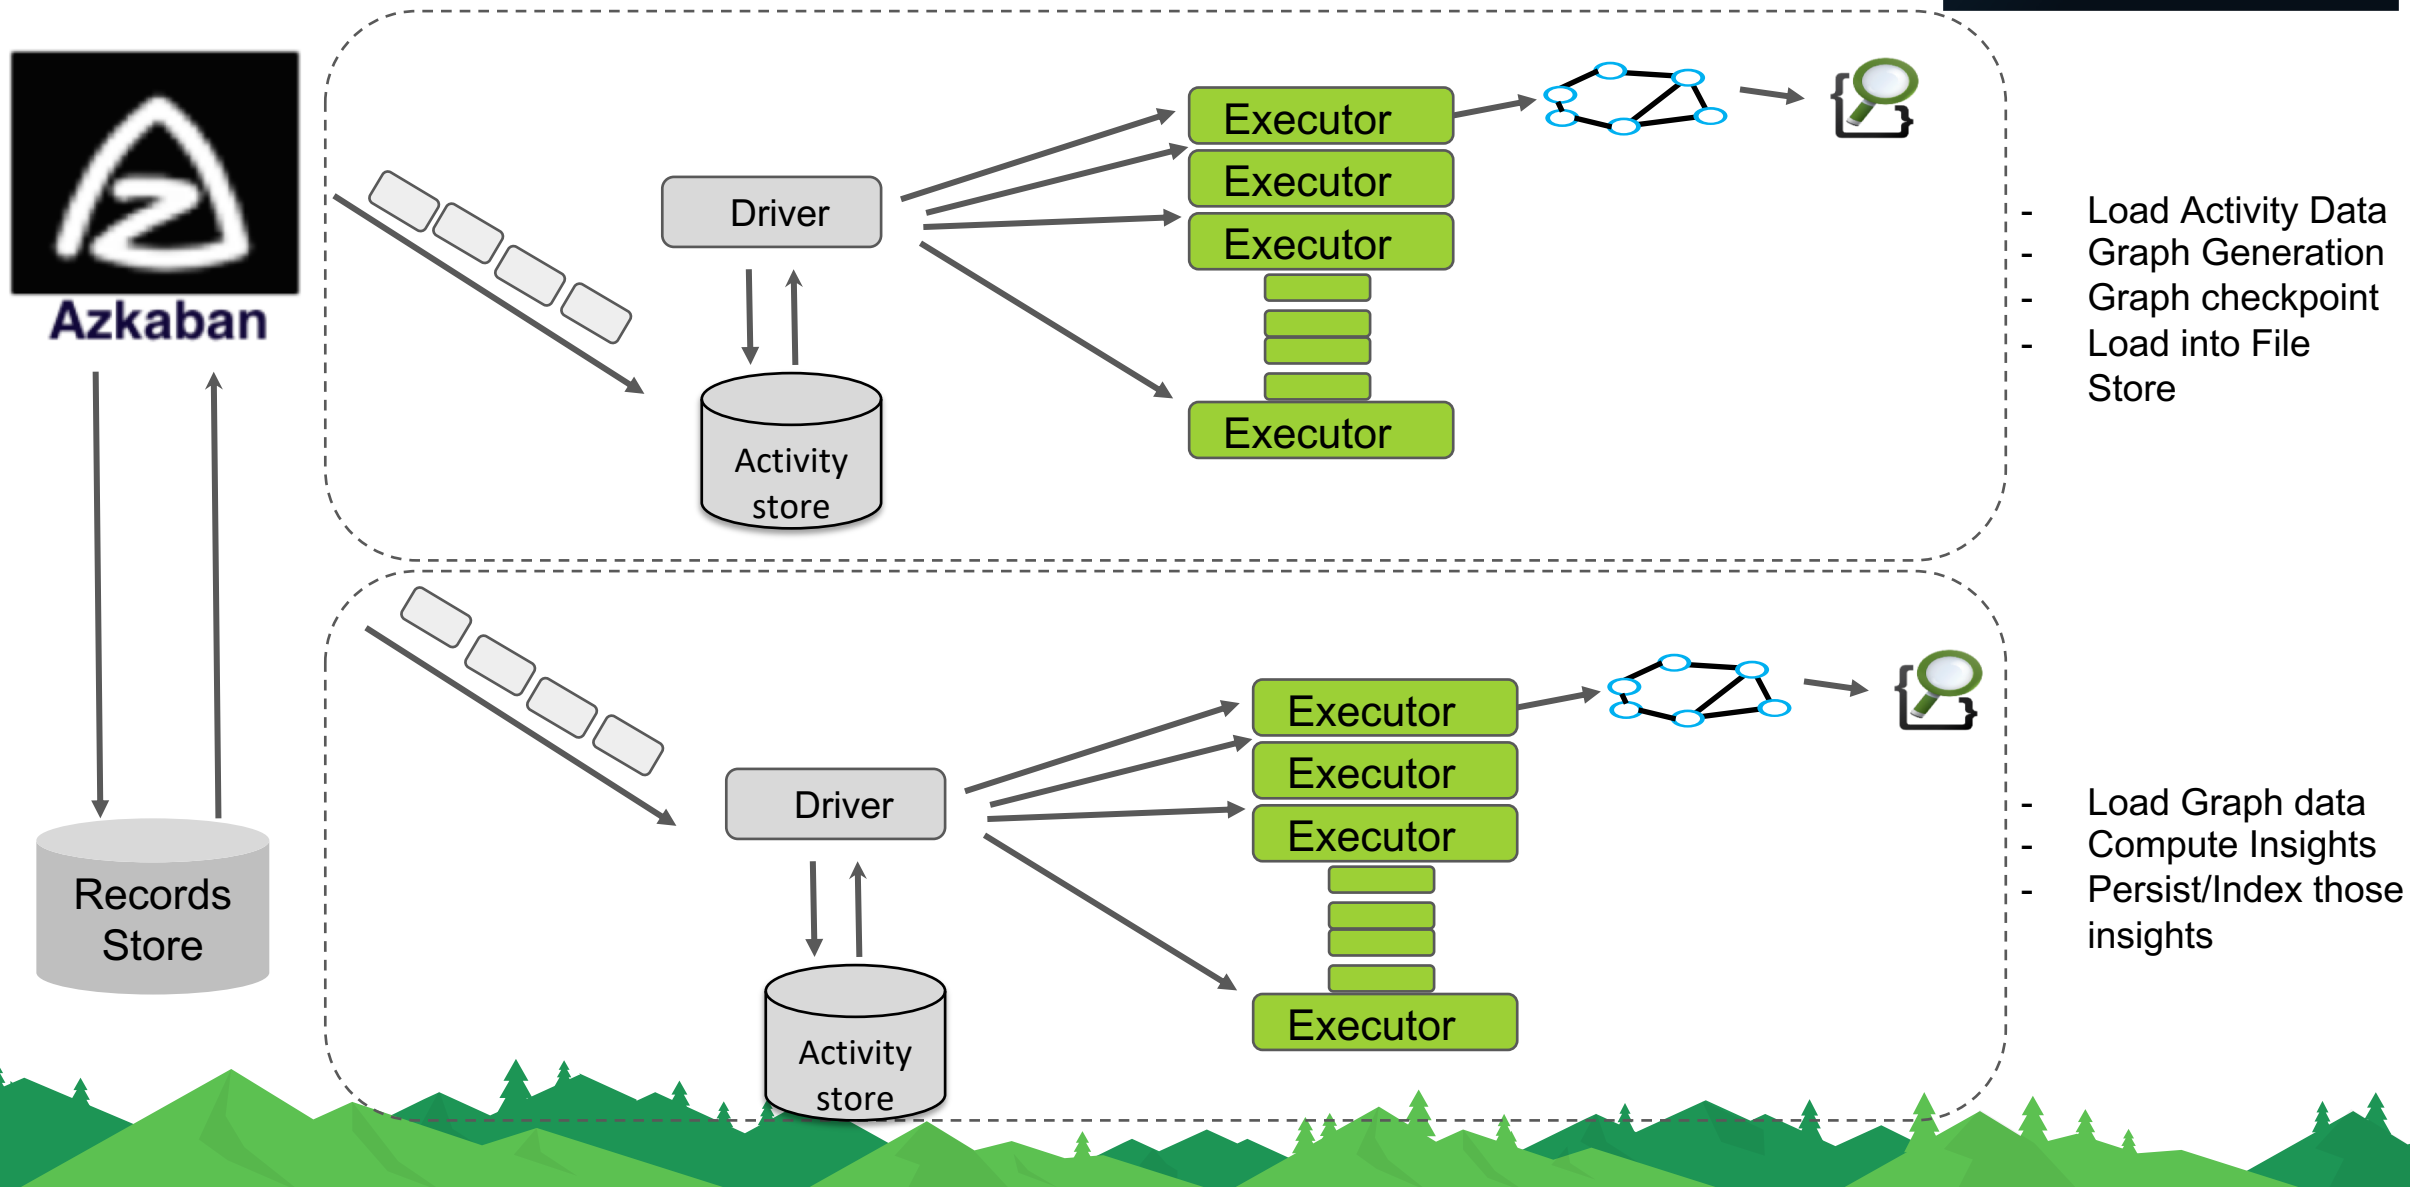 Azkaban
Records
Store
Driver
Activity
store
Executor
Executor
Executor
Executor
- Load Activity Data
- Graph Generation
- Graph checkpoint
- Load into File
Store
Driver
Activity
store
Executor
Executor
Executor
Executor
- Load Graph data
- Compute Insights
- Persist/Index those
insights